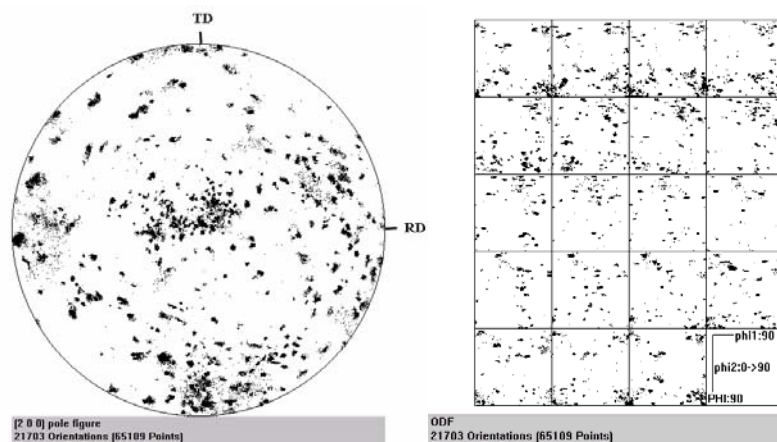 TD
RD
[2 0 0] pole figure
21703 Orientations [65109 Points]
phi1:90
phi2:0->90
PHI:90
ODF
21703 Orientations [65109 Points]